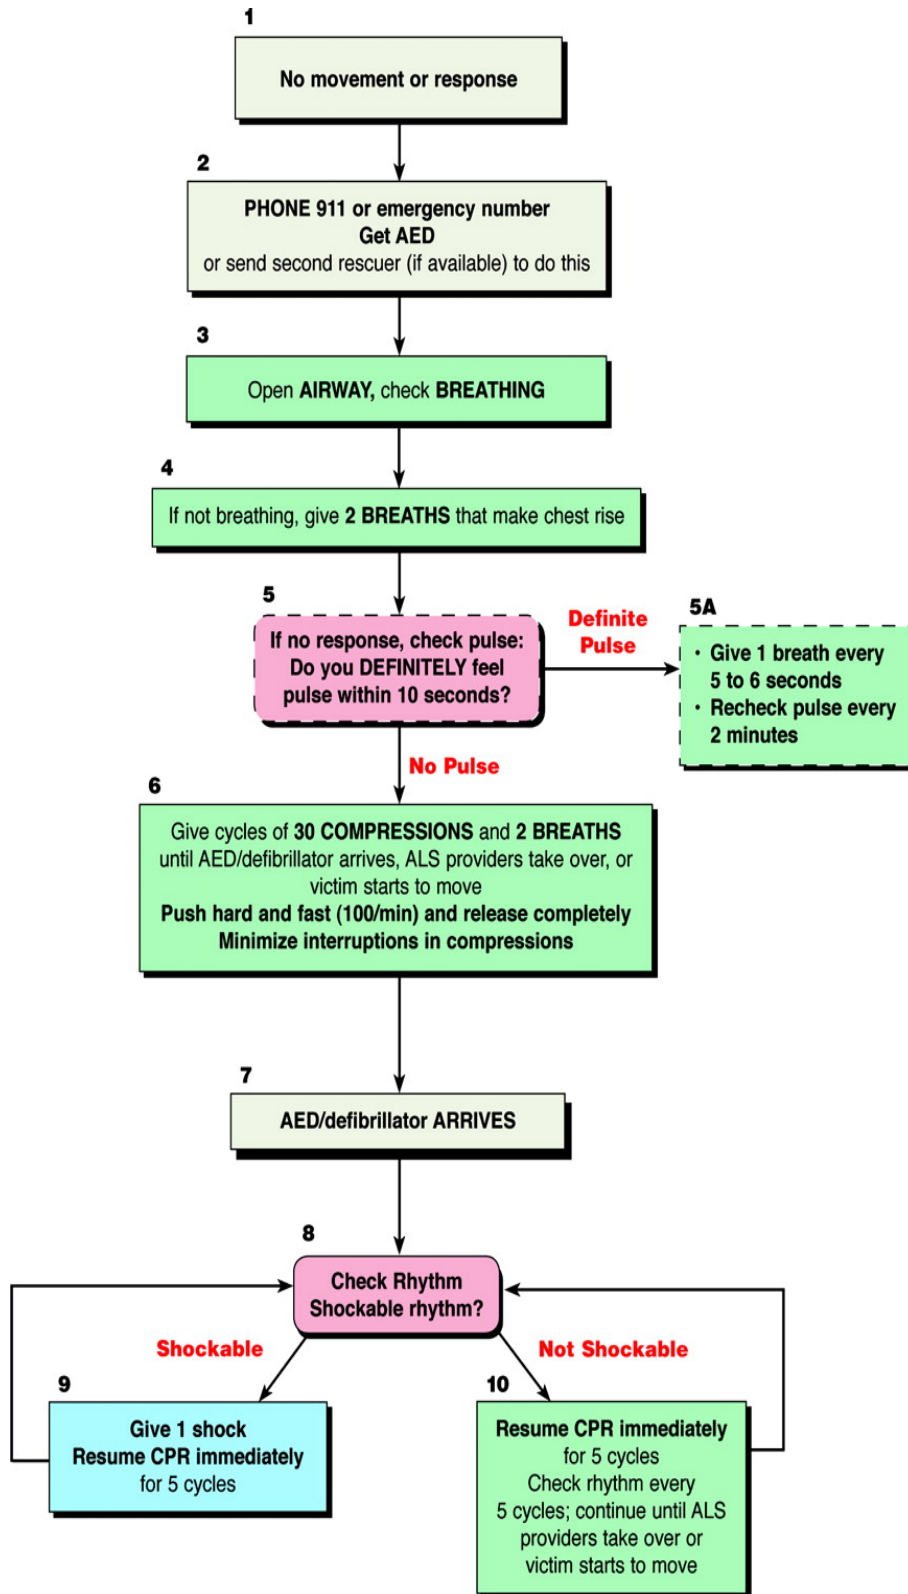 1
No movement or response
2
PHONE 911 or emergency number
Get AED
or send second rescuer (if available) to do this
3
Open AIRWAY, check BREATHING
4
If not breathing, give 2 BREATHS that make chest rise
5
If no response, check pulse:
Do you DEFINITELY feel
pulse within 10 seconds?
Definite
Pulse
5A
• Give 1 breath every
5 to 6 seconds
• Recheck pulse every
2 minutes
No Pulse
6
Give cycles of 30 COMPRESSIONS and 2 BREATHS
until AED/defibrillator arrives, ALS providers take over, or
victim starts to move
Push hard and fast (100/min) and release completely
Minimize interruptions in compressions
7
AED/defibrillator ARRIVES
8
Check Rhythm
Shockable rhythm?
Shockable
Not Shockable
9
Give 1 shock
Resume CPR immediately
for 5 cycles
10
Resume CPR immediately
for 5 cycles
Check rhythm every
5 cycles; continue until ALS
providers take over or
victim starts to move